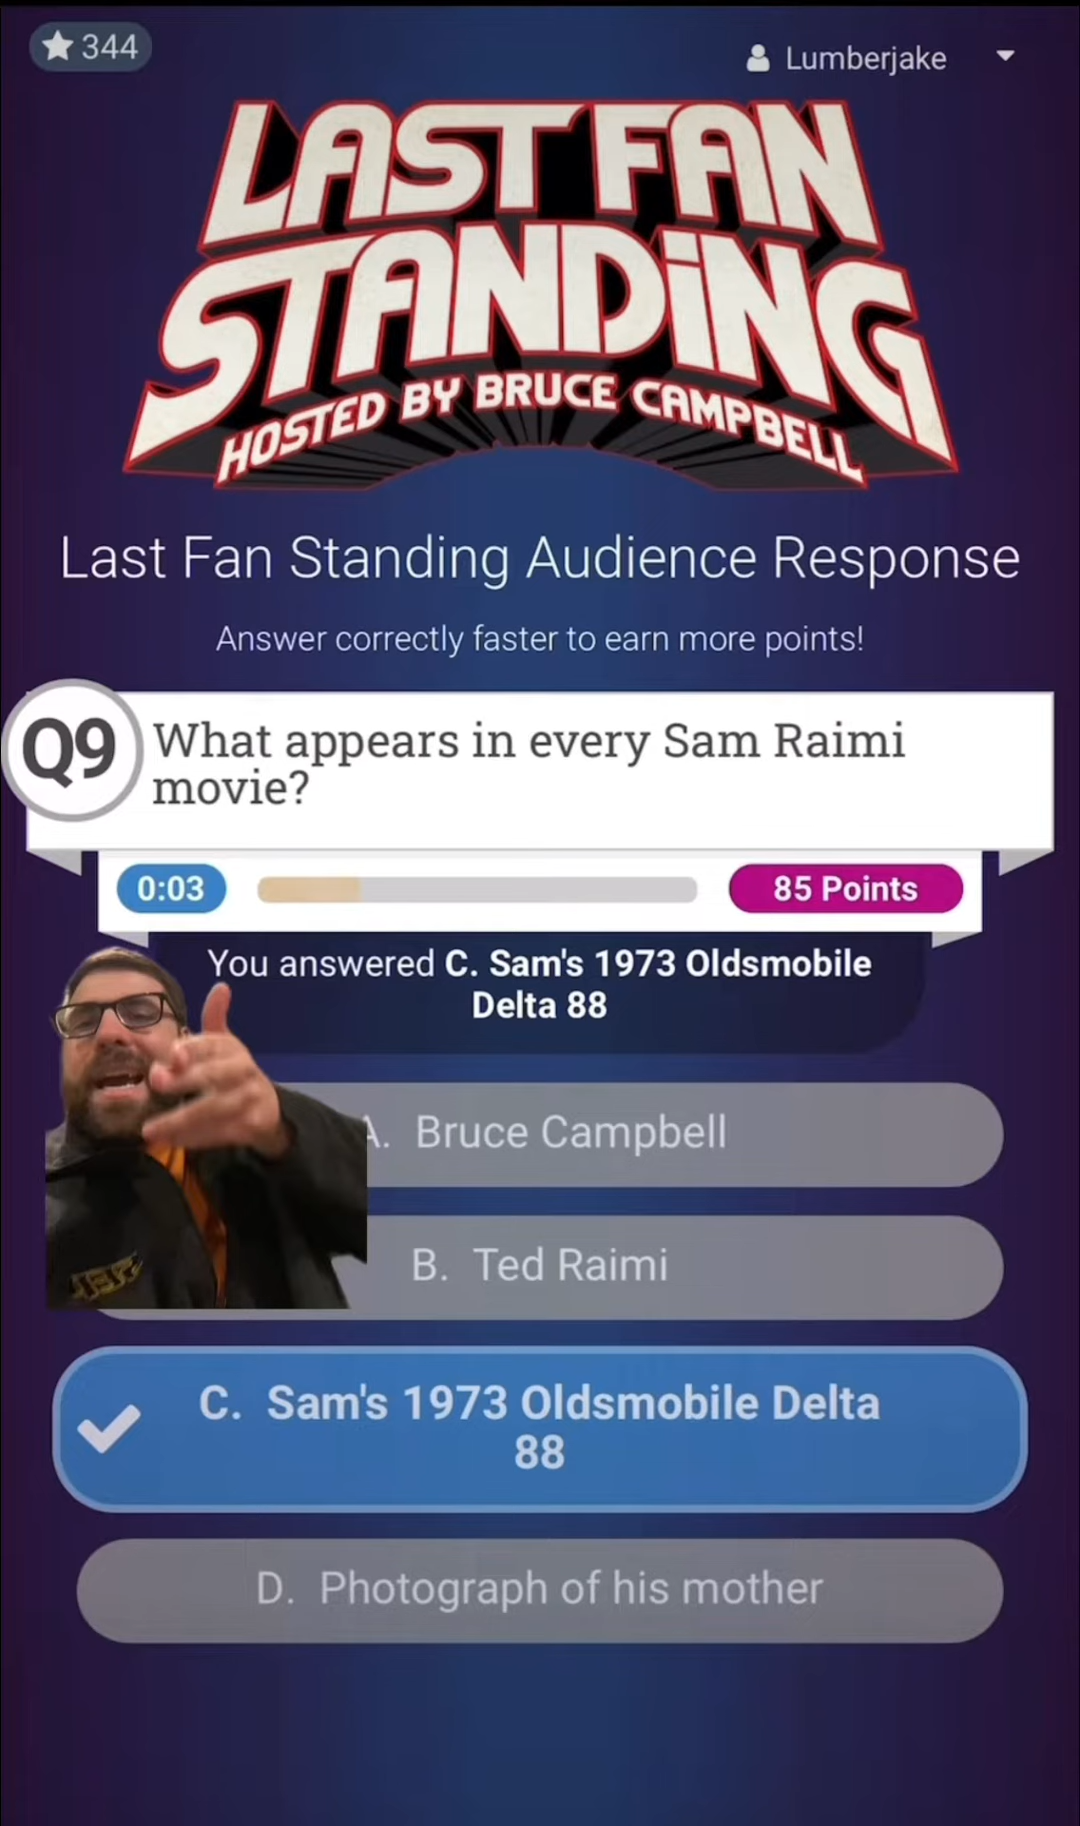 344
Lumberjake
LAST FAN
STANDiNG
HOSTED BY BRUCE CAMPBELL
Last Fan Standing Audience Response
Answer correctly faster to earn more points!
Q9
What appears in every Sam Raimi
movie?
0:03
85 Points
You answered C. Sam's 1973 Oldsmobile
Delta 88
A. Bruce Campbell
B. Ted Raimi
C. Sam's 1973 Oldsmobile Delta
88
D. Photograph of his mother